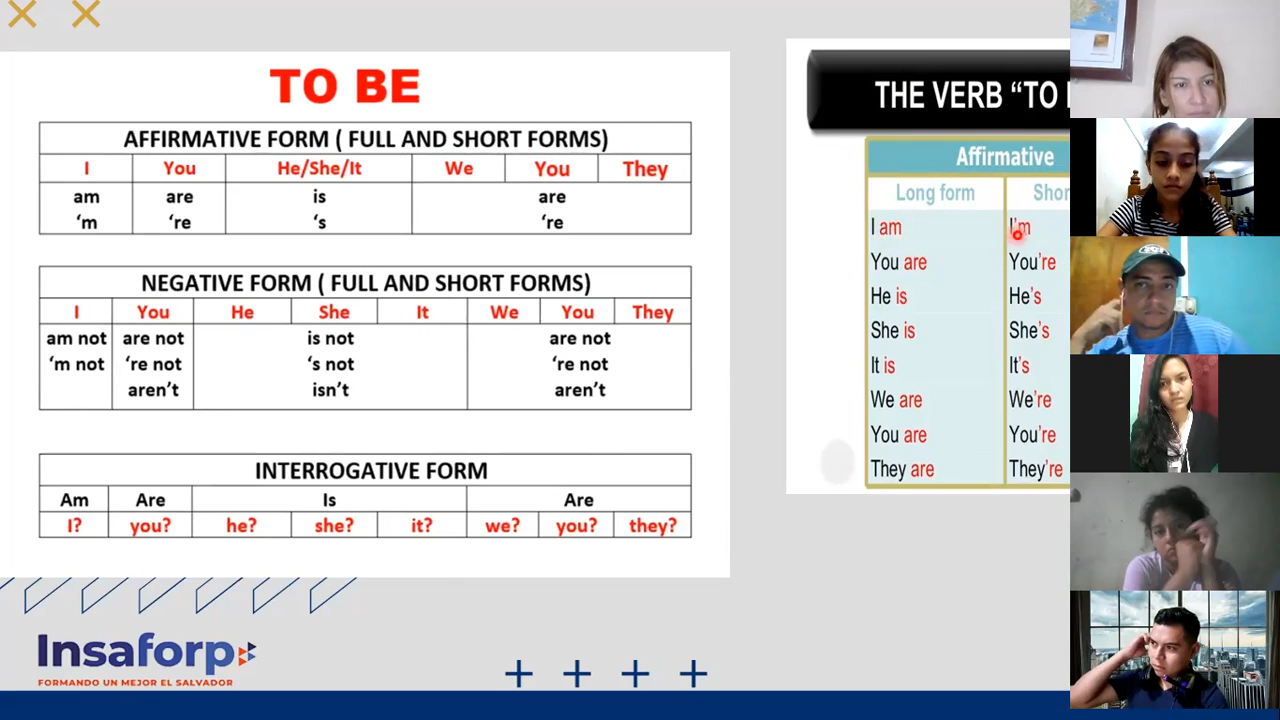 TO BE
AFFIRMATIVE FORM ( FULL AND SHORT FORMS)
I You He/She/It We You They
am are is are
‘m ‘re ‘s ‘re
NEGATIVE FORM ( FULL AND SHORT FORMS)
I You He She It We You They
am not are not is not are not
‘m not ‘re not ‘s not ‘re not
aren’t isn’t aren’t
INTERROGATIVE FORM
Am Are Is Are
I? you? he? she? it? we? you? they?
THE VERB “TO
Affirmative
Long form
I am I’m
You are You’re
He is He’s
She is She’s
It is It’s
We are We’re
You are You’re
They are They’re
Insaforp
FORMANDO UN MEJOR EL SALVADOR